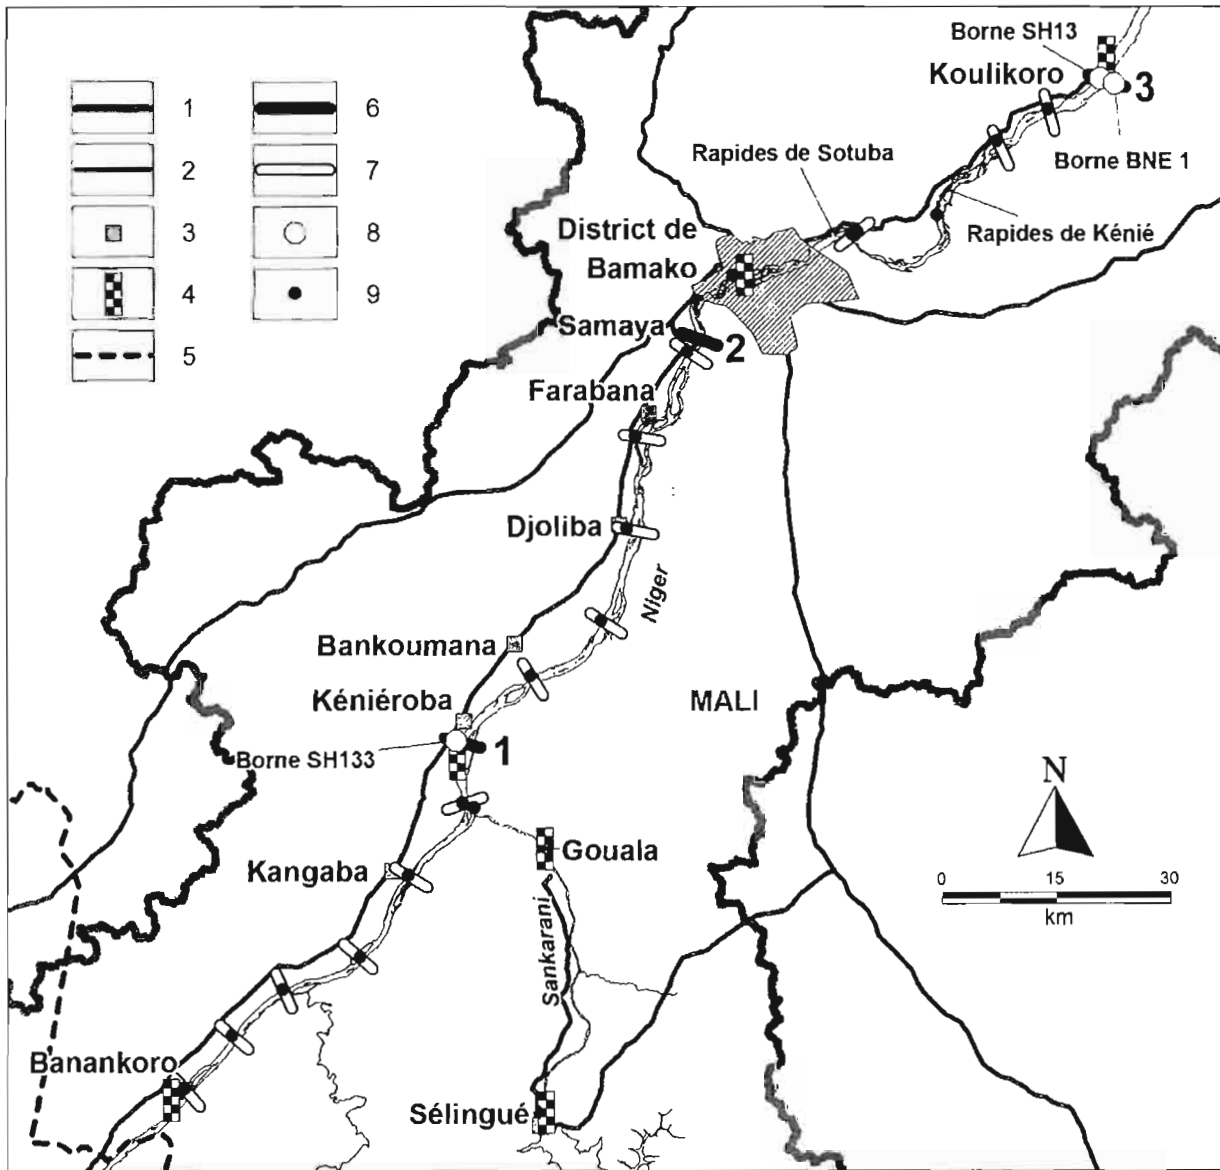 Borne SH13
Koulikoro
3
Borne BNE 1
Rapides de Sotuba
Rapides de Kénié
1
6
2
7
3
8
4
9
5
District de
Bamako
Samaya
2
Farabana
Djoliba
Niger
Bankoumana
Kéniéroba
MALI
Borne SH133
1
N
Gouala
Kangaba
0 15 30
km
Sankarani
Banankoro
Sélingué